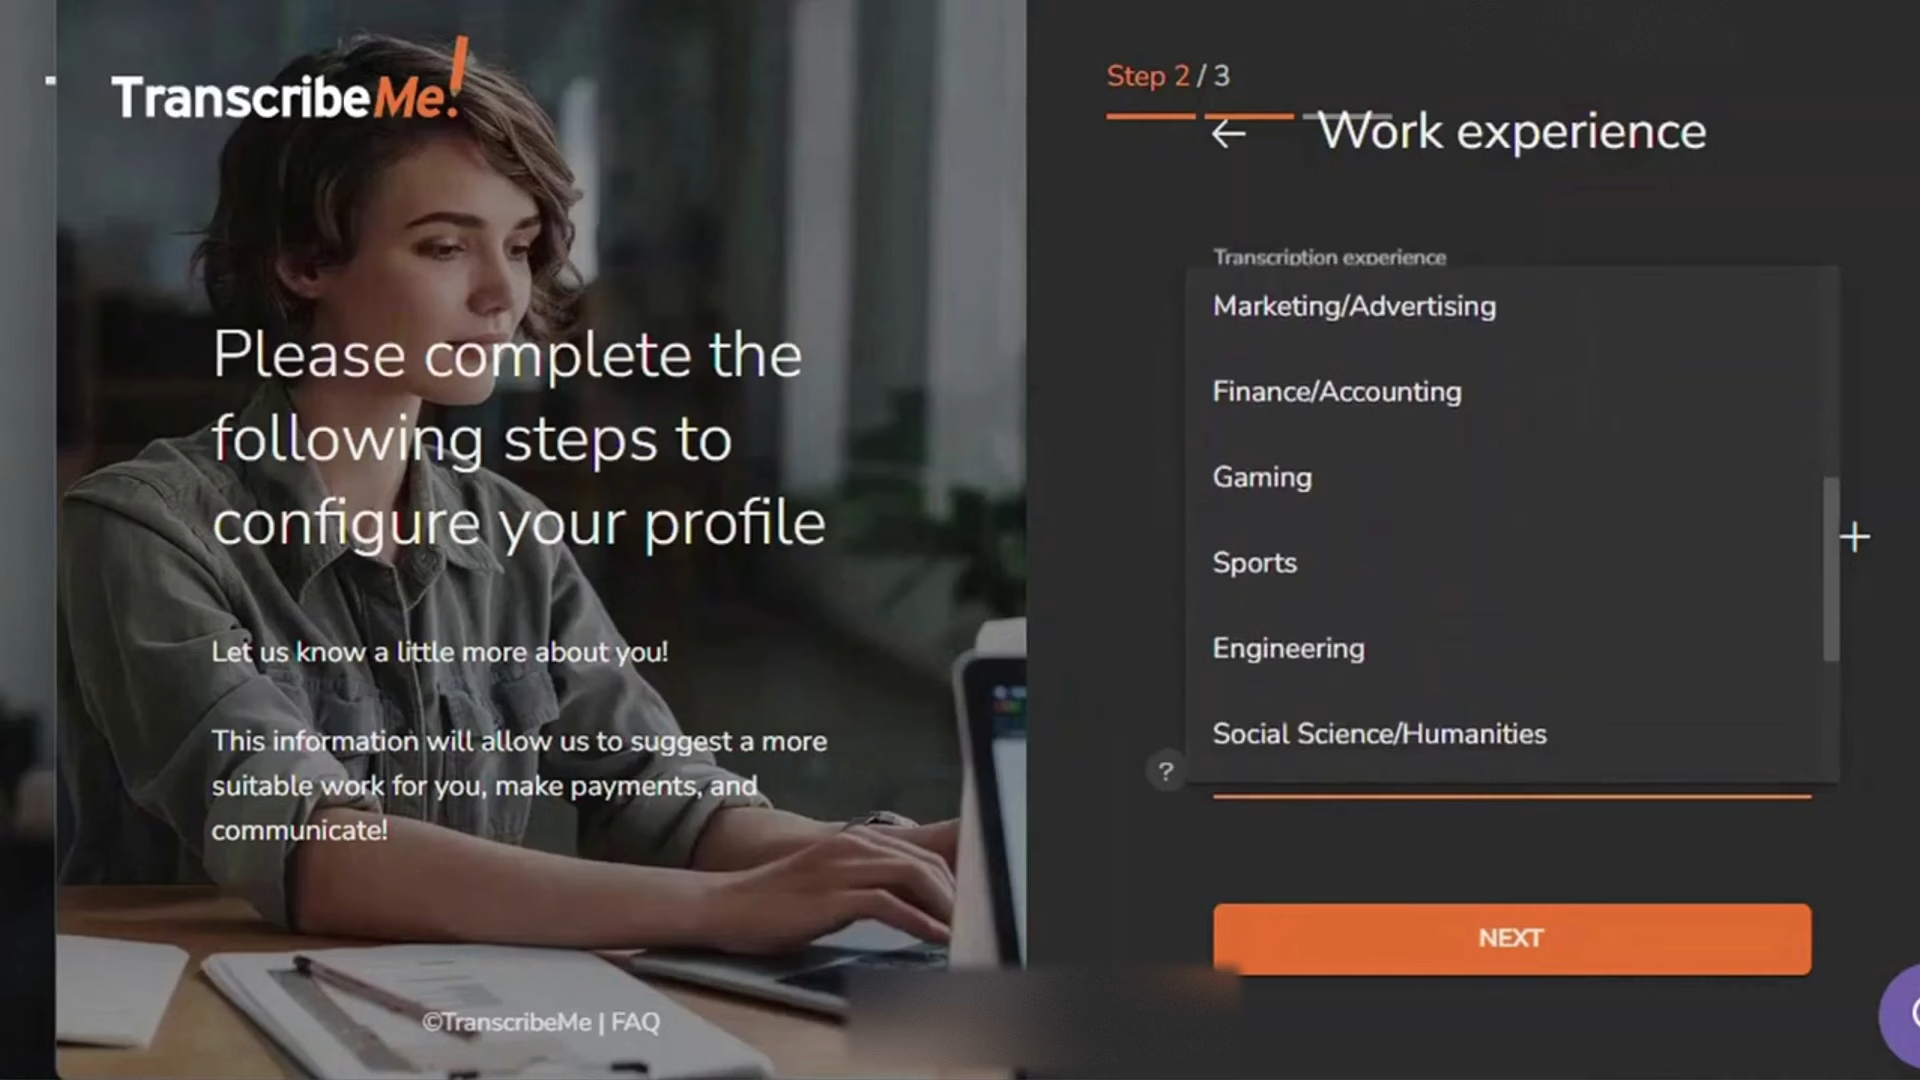 TranscribeMe!
Please complete the
following steps to
configure your profile
Let us know a little more about you!
This information will allow us to suggest a more
suitable work for you, make payments, and
communicate!
©TranscribeMe | FAQ
Step 2 / 3
Work experience
Transcription experience
Marketing/Advertising
Finance/Accounting
Gaming
Sports
Engineering
Social Science/Humanities
?
NEXT